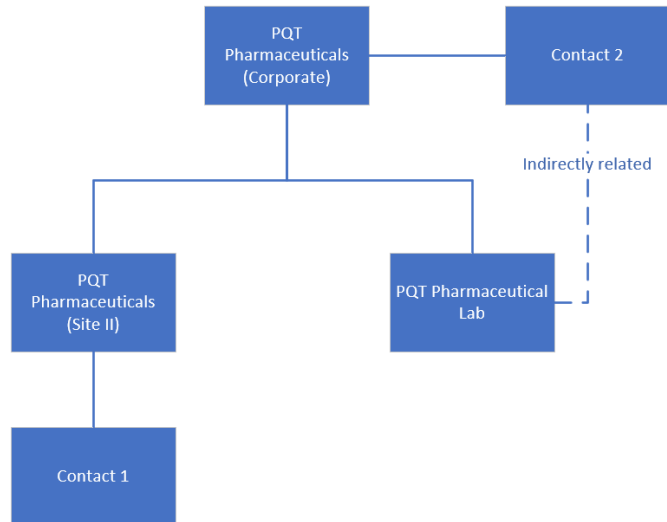 PQT
Pharmaceuticals
(Corporate)
Contact 2
Indirectly related
PQT
Pharmaceuticals
(Site II)
PQT Pharmaceutical
Lab
Contact 1